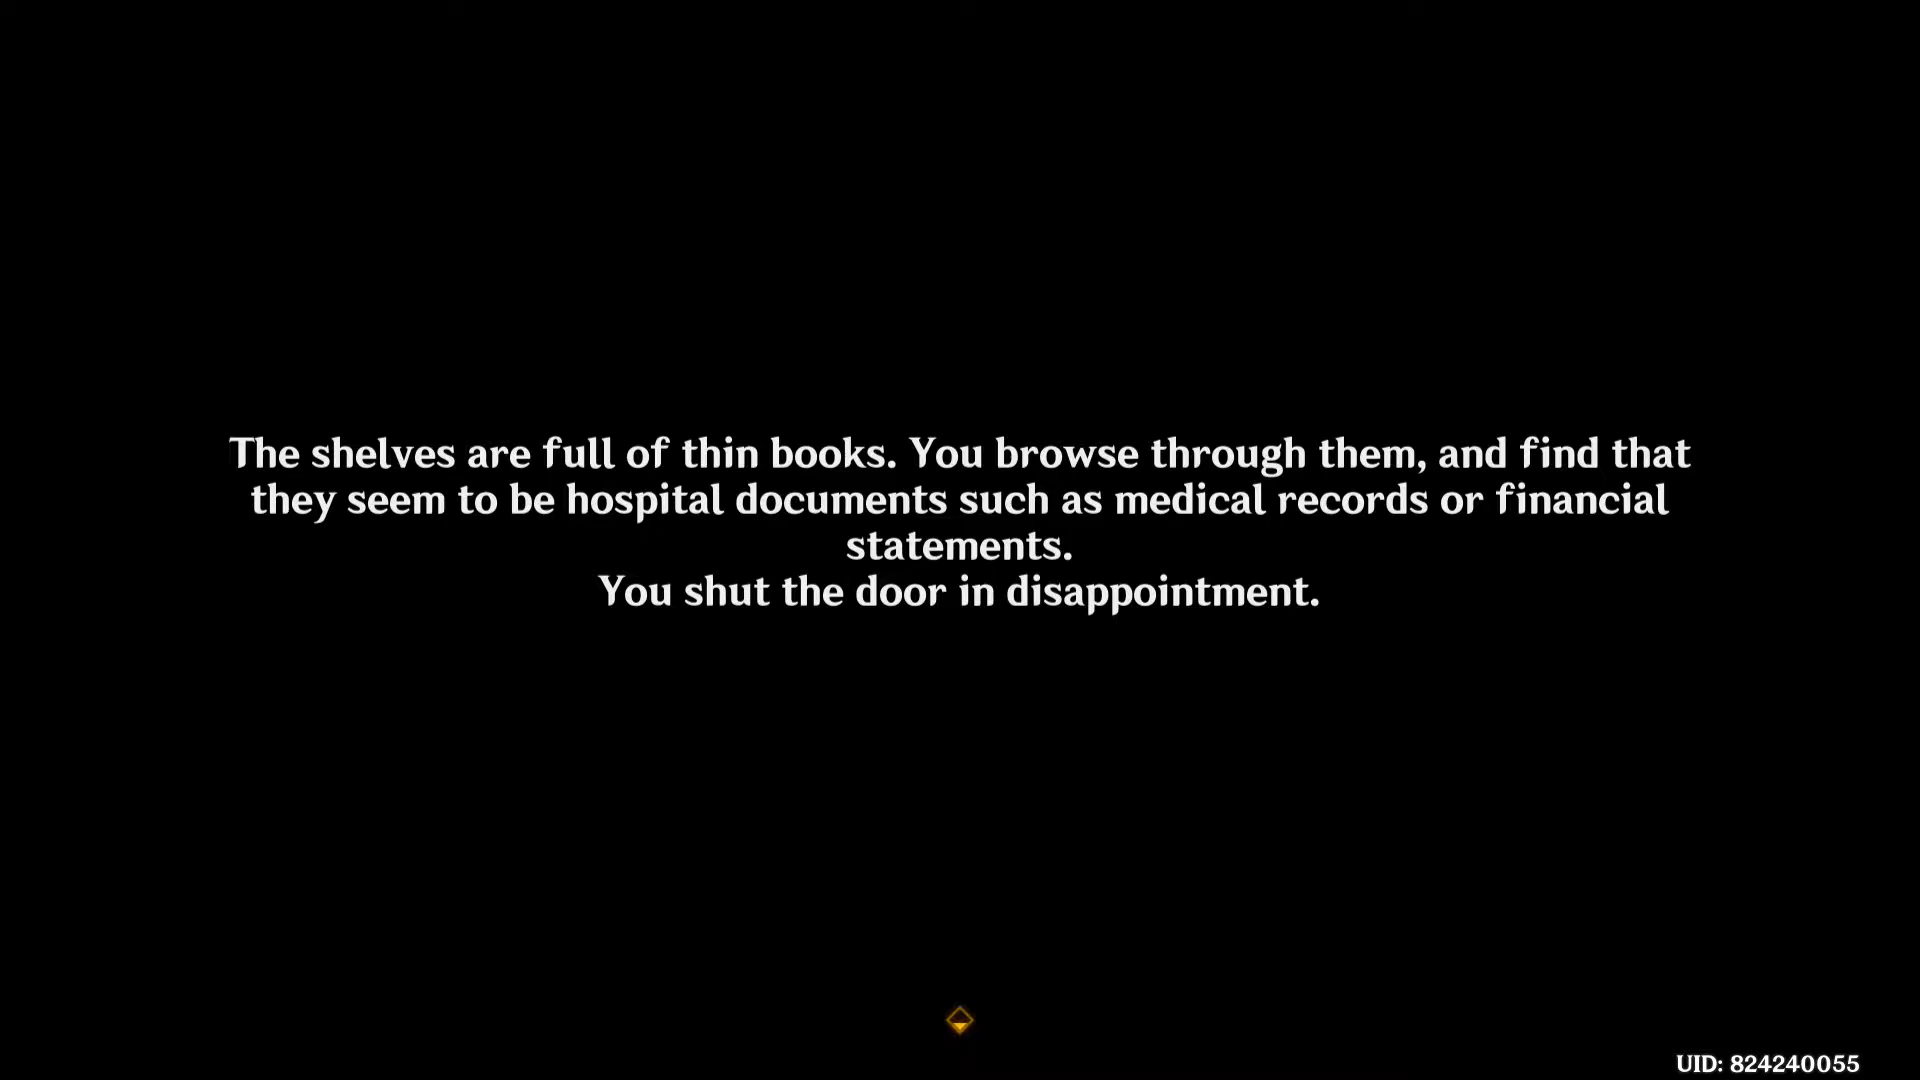 The shelves are full of thin books. You browse through them, and find that
they seem to be hospital documents such as medical records or financial
statements.
You shut the door in disappointment.
UID: 824240055